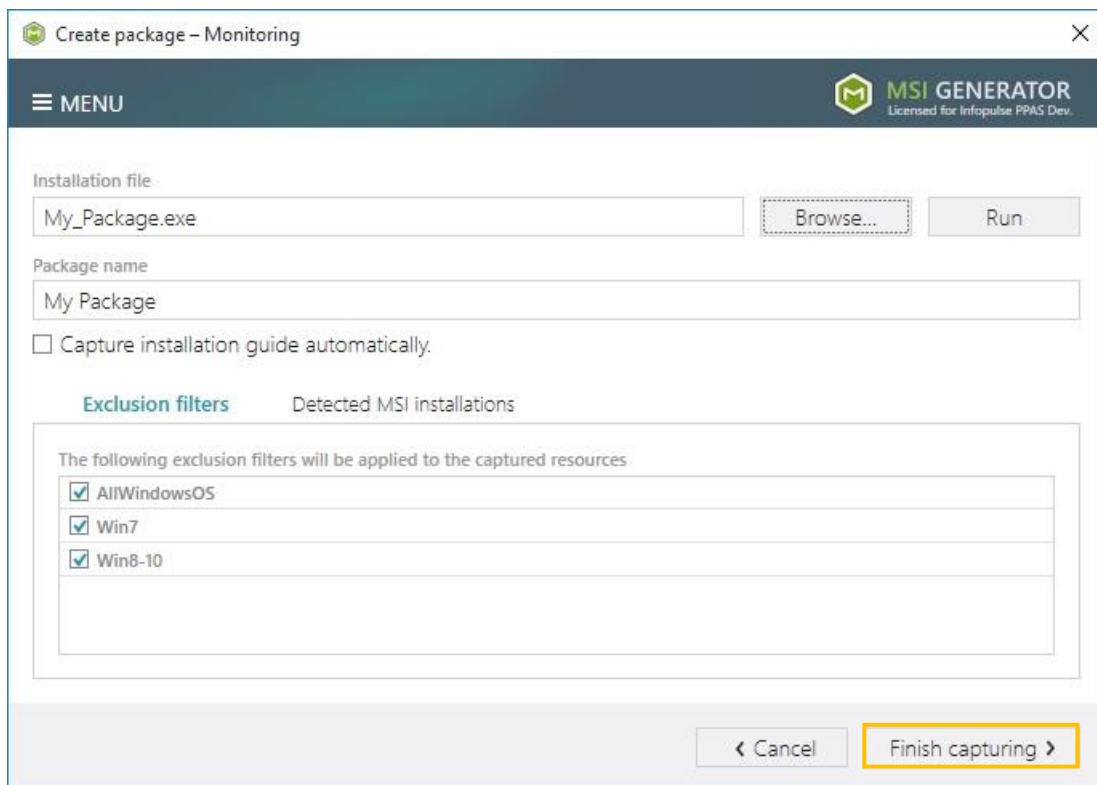 Create package – Monitoring
MENU
MSI GENERATOR
Licensed for Infopulse PPAS Dev.
Installation file
My_Package.exe
Browse...
Run
Package name
My Package
Capture installation guide automatically.
Exclusion filters
Detected MSI installations
The following exclusion filters will be applied to the captured resources
AllWindowsOS
Win7
Win8-10
Cancel
Finish capturing